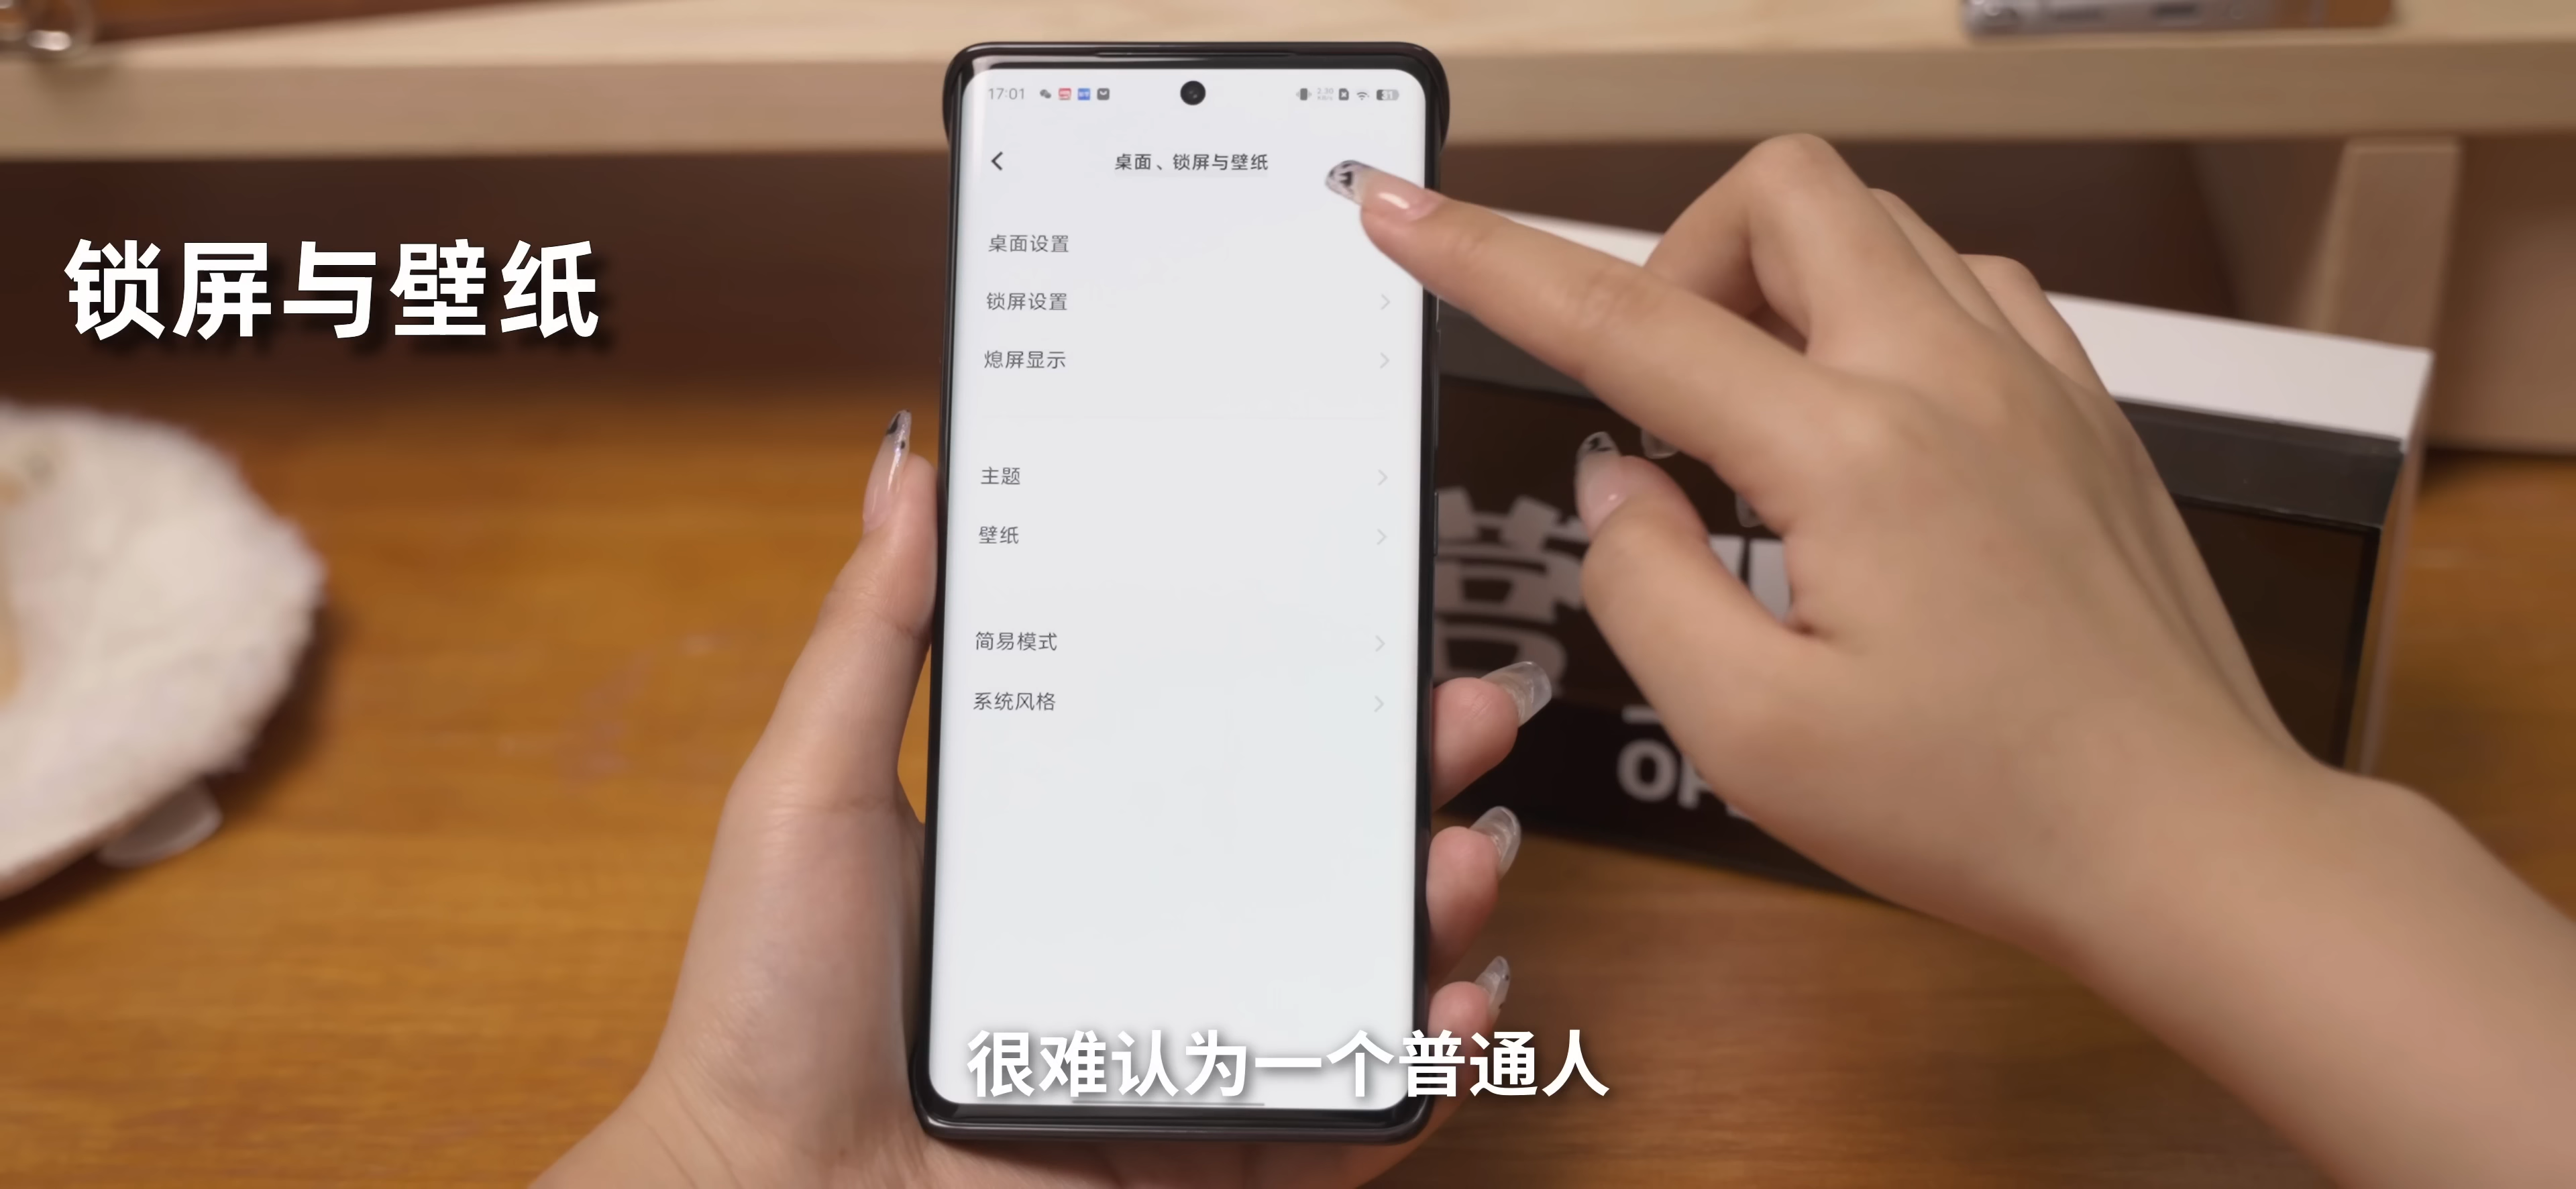 17:01
桌面、锁屏与壁纸
桌面设置
锁屏设置
熄屏显示
主题
壁纸
简易模式
系统风格
锁屏与壁纸
营
OP
很难认为一个普通人